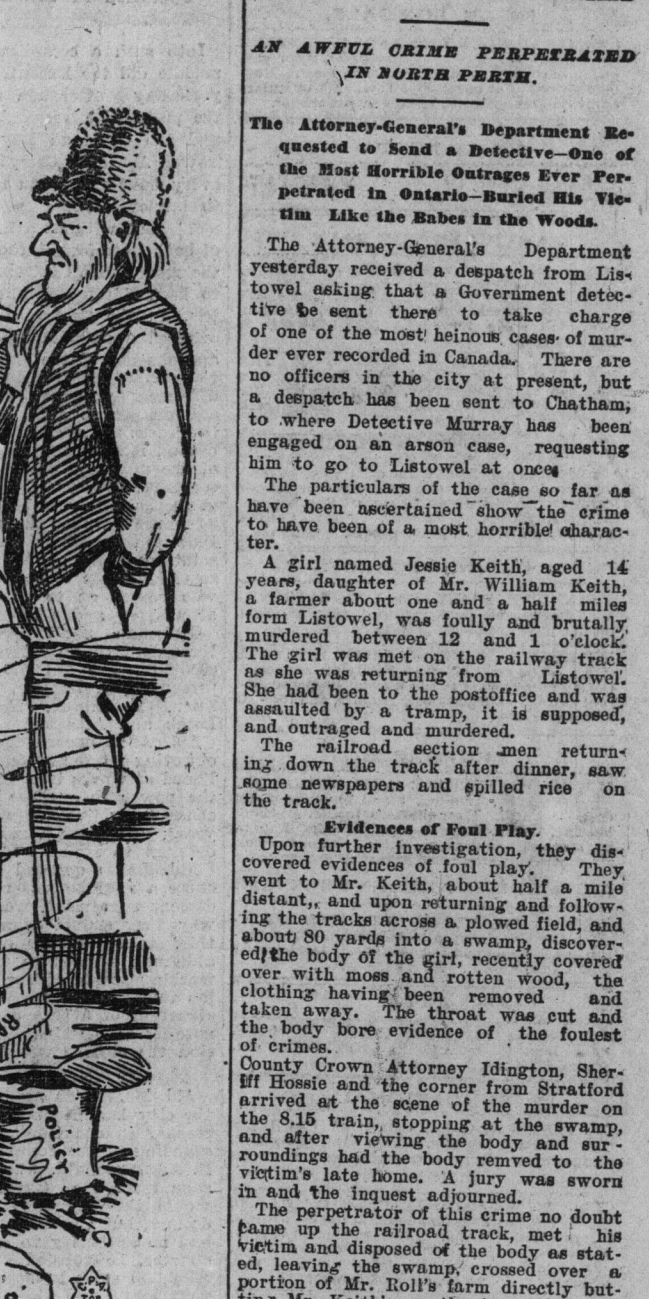 AN AWFUL CRIME PERPETRATED
IN NORTH PERTH.
The Attorney-General's Department Re-
quested to Send a Detective—One of
the Most Horrible Outrages Ever Per-
petrated in Ontario—Buried His Vic-
tim Like the Babes in the Woods.
The Attorney-General's Department
yesterday received a despatch from Lis-
towel asking that a Government detec-
tive be sent there to take charge
of one of the most heinous cases of mur-
der ever recorded in Canada. There are
no officers in the city at present, but
a despatch has been sent to Chatham,
to where Detective Murray has been
engaged on an arson case, requesting
him to go to Listowel at once.
The particulars of the case so far as
have been ascertained show the crime
to have been of a most horrible charac-
ter.
A girl named Jessie Keith, aged 14
years, daughter of Mr. William Keith,
a farmer about one and a half miles
form Listowel, was foully and brutally
murdered between 12 and 1 o'clock.
The girl was met on the railway track
as she was returning from Listowel.
She had been to the postoffice and was
assaulted by a tramp, it is supposed,
and outraged and murdered.
The railroad section men return-
ing down the track after dinner, saw
some newspapers and spilled rice on
the track.
Evidences of Foul Play.
Upon further investigation, they dis-
covered evidences of foul play. They
went to Mr. Keith, about half a mile
distant,, and upon returning and follow-
ing the tracks across a plowed field, and
about 80 yards into a swamp, discover-
ed the body of the girl, recently covered
over with moss and rotten wood, the
clothing having been removed and
taken away. The throat was cut and
the body bore evidence of the foulest
of crimes.
County Crown Attorney Idington, Sher-
iff Hossie and the corner from Stratford
arrived at the scene of the murder on
the 8.15 train, stopping at the swamp,
and after viewing the body and sur-
roundings had the body remved to the
victim's late home. A jury was sworn
in and the inquest adjourned.
The perpetrator of this crime no doubt
came up the railroad track, met his
victim and disposed of the body as stat-
ed, leaving the swamp, crossed over a
portion of Mr. Roll's farm directly but-
POLICY
C.P.R.